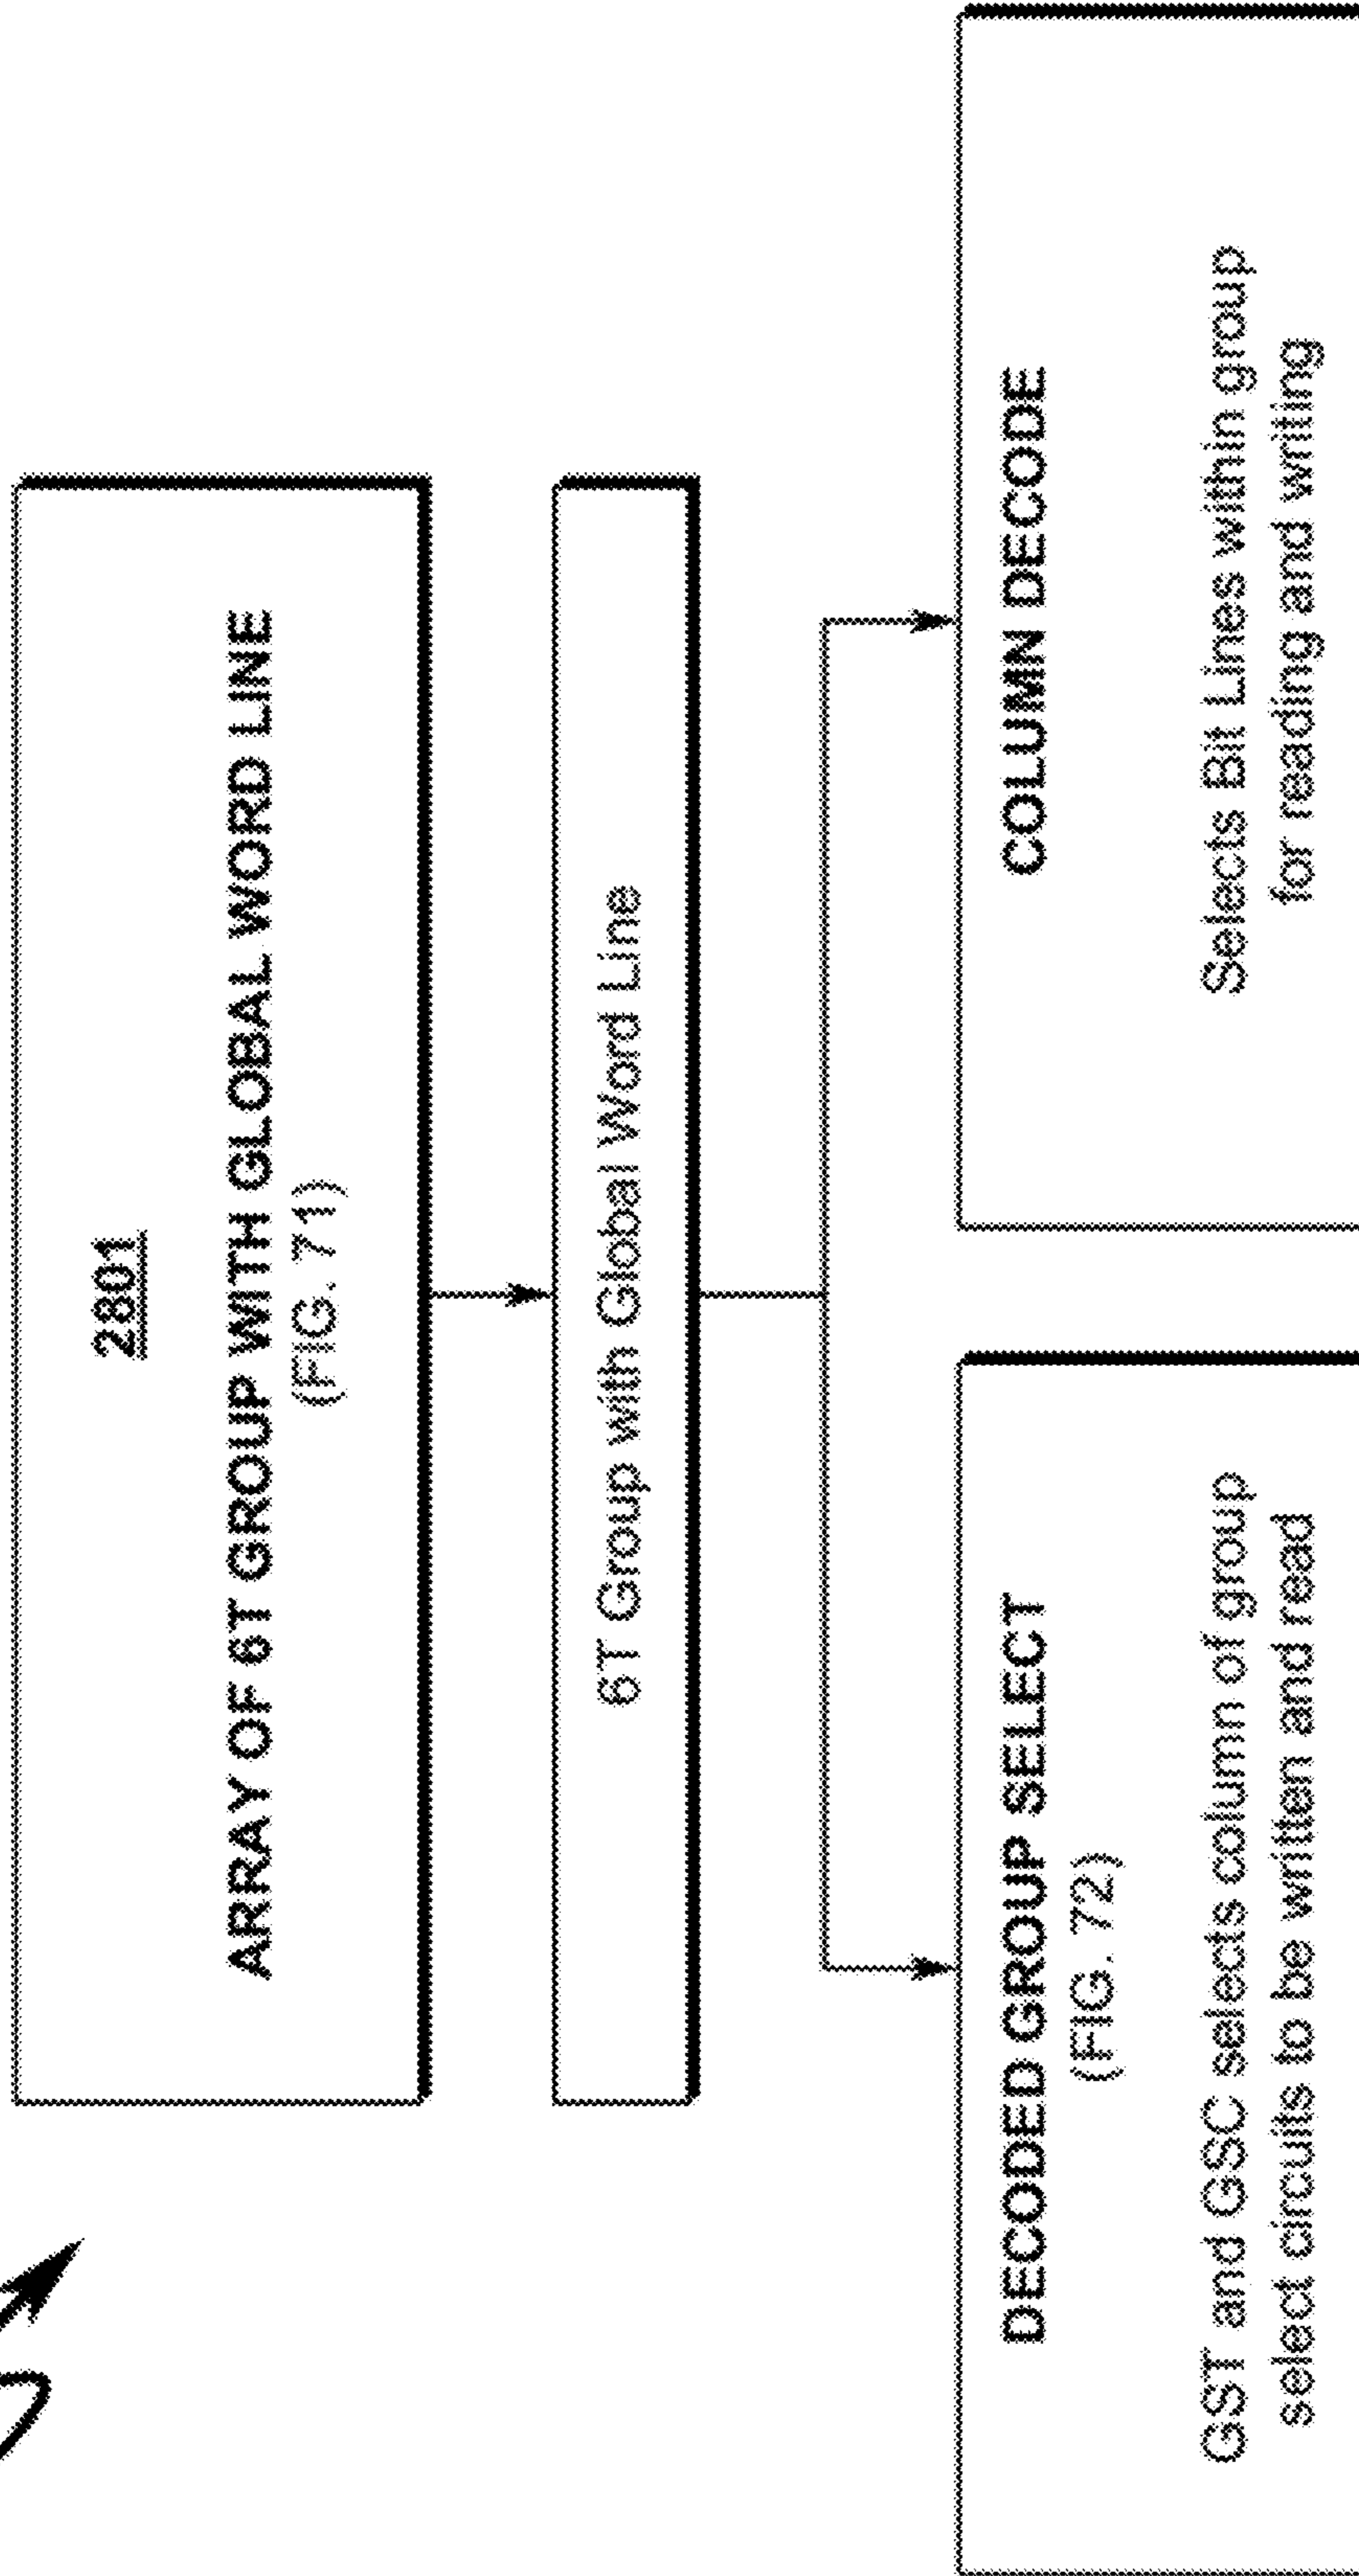 2801
ARRAY OF 6T GROUP WITH GLOBAL WORD LINE
(FIG. 71)
6T Group with Global Word Line
DECODED GROUP SELECT
(FIG. 72)
GST and GSC selects column of group
select circuits to be written and read
COLUMN DECODE
Selects Bit Lines within group
for reading and writing